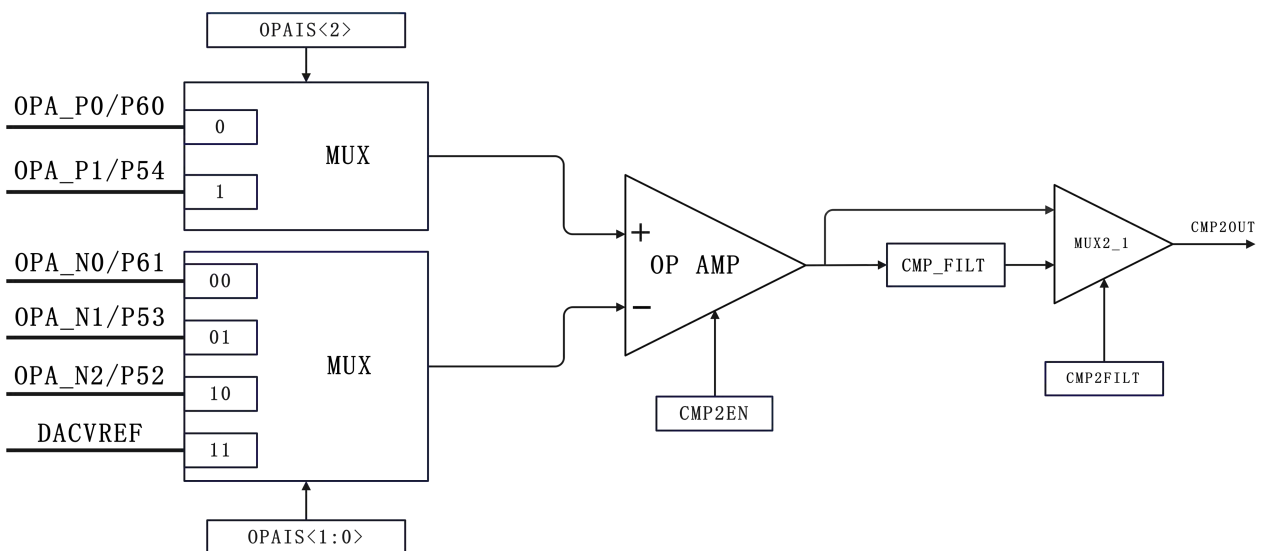 OPAIS<2>
OPA_P0/P60
0
MUX
OPA_P1/P54
1
OPA_N0/P61
00
OPA_N1/P53
01
MUX
OPA_N2/P52
10
DACVREF
11
OPAIS<1:0>
+
OP AMP
−
CMP2EN
CMP_FILT
MUX2_1
CMP2OUT
CMP2FILT